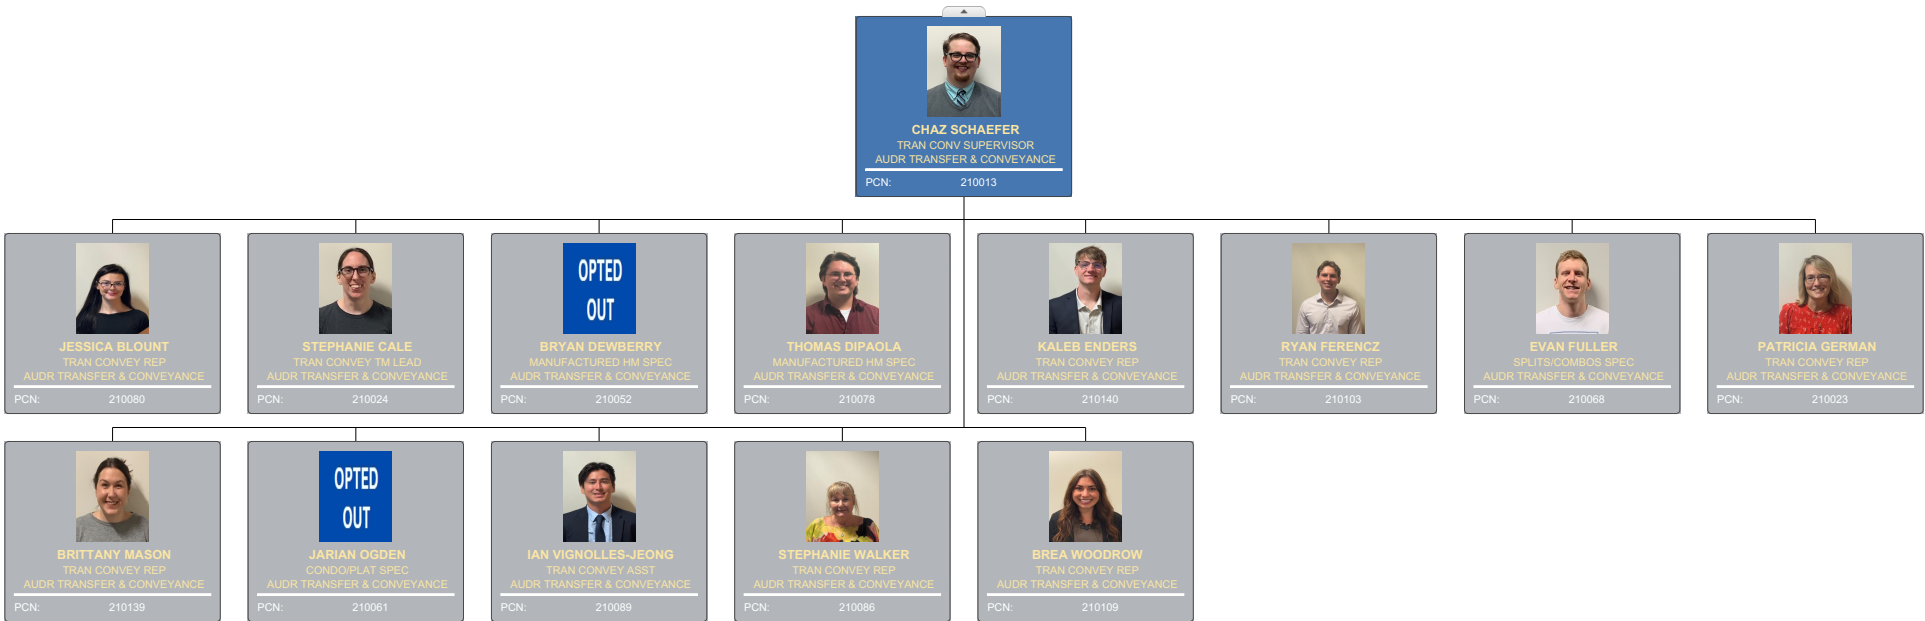 CHAZ SCHAEFER
TRAN CONV SUPERVISOR
AUDR TRANSFER & CONVEYANCE
PCN: 210013
JESSICA BLOUNT
TRAN CONVEY REP
AUDR TRANSFER & CONVEYANCE
PCN: 210080
STEPHANIE CALE
TRAN CONVEY TM LEAD
AUDR TRANSFER & CONVEYANCE
PCN: 210024
OPTED
OUT
BRYAN DEWBERRY
MANUFACTURED HM SPEC
AUDR TRANSFER & CONVEYANCE
PCN: 210052
THOMAS DIPAOLA
MANUFACTURED HM SPEC
AUDR TRANSFER & CONVEYANCE
PCN: 210078
KALEB ENDERS
TRAN CONVEY REP
AUDR TRANSFER & CONVEYANCE
PCN: 210140
RYAN FERENCZ
TRAN CONVEY REP
AUDR TRANSFER & CONVEYANCE
PCN: 210103
EVAN FULLER
SPLITS/COMBOS SPEC
AUDR TRANSFER & CONVEYANCE
PCN: 210068
PATRICIA GERMAN
TRAN CONVEY REP
AUDR TRANSFER & CONVEYANCE
PCN: 210023
BRITTANY MASON
TRAN CONVEY REP
AUDR TRANSFER & CONVEYANCE
PCN: 210139
OPTED
OUT
JARIAN OGDEN
CONDO/PLAT SPEC
AUDR TRANSFER & CONVEYANCE
PCN: 210061
IAN VIGNOLLES-JEONG
TRAN CONVEY ASST
AUDR TRANSFER & CONVEYANCE
PCN: 210089
STEPHANIE WALKER
TRAN CONVEY REP
AUDR TRANSFER & CONVEYANCE
PCN: 210086
BREA WOODROW
TRAN CONVEY REP
AUDR TRANSFER & CONVEYANCE
PCN: 210109